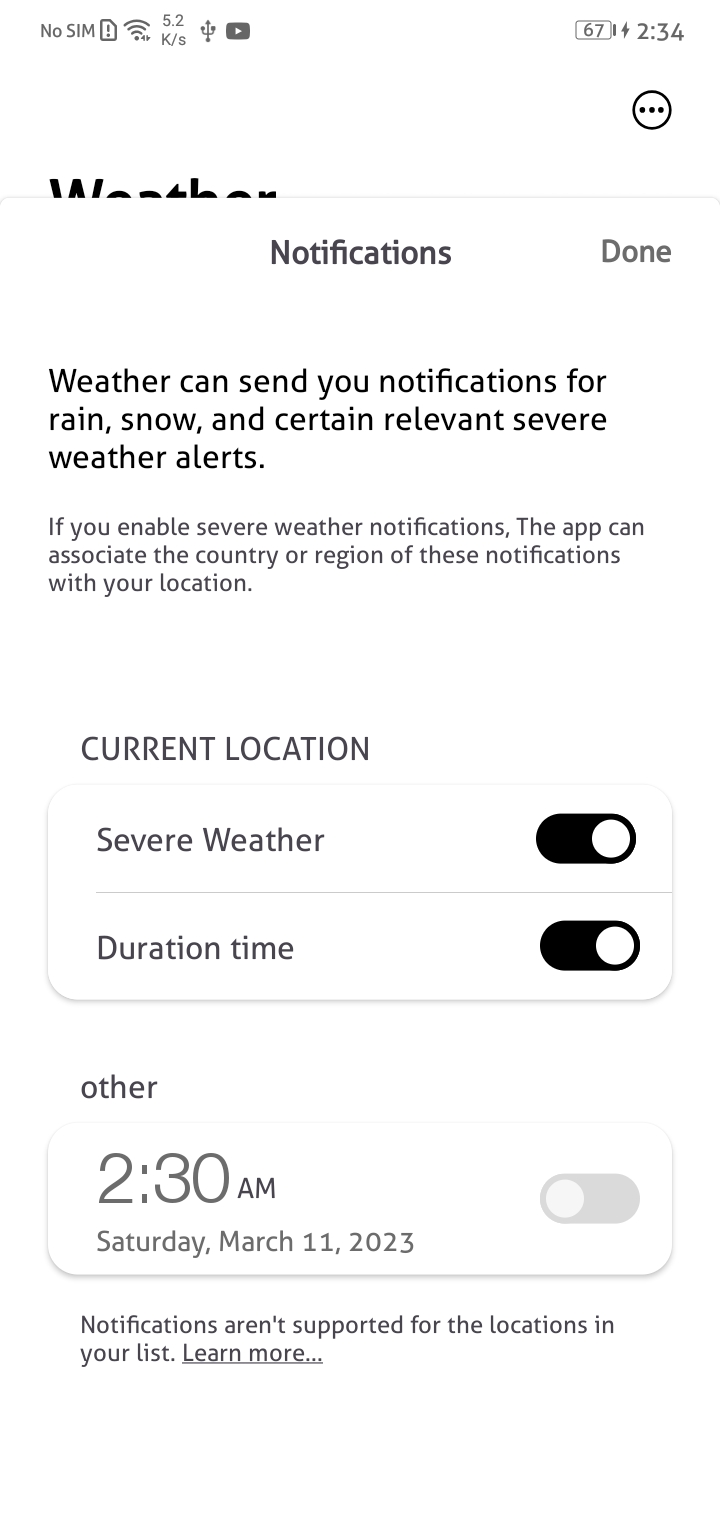 No SIM 5.2 K/s 67 2:34
Weather
Notifications Done
Weather can send you notifications for
rain, snow, and certain relevant severe
weather alerts.
If you enable severe weather notifications, The app can
associate the country or region of these notifications
with your location.
CURRENT LOCATION
Severe Weather
Duration time
other
2:30 AM
Saturday, March 11, 2023
Notifications aren't supported for the locations in
your list. Learn more...